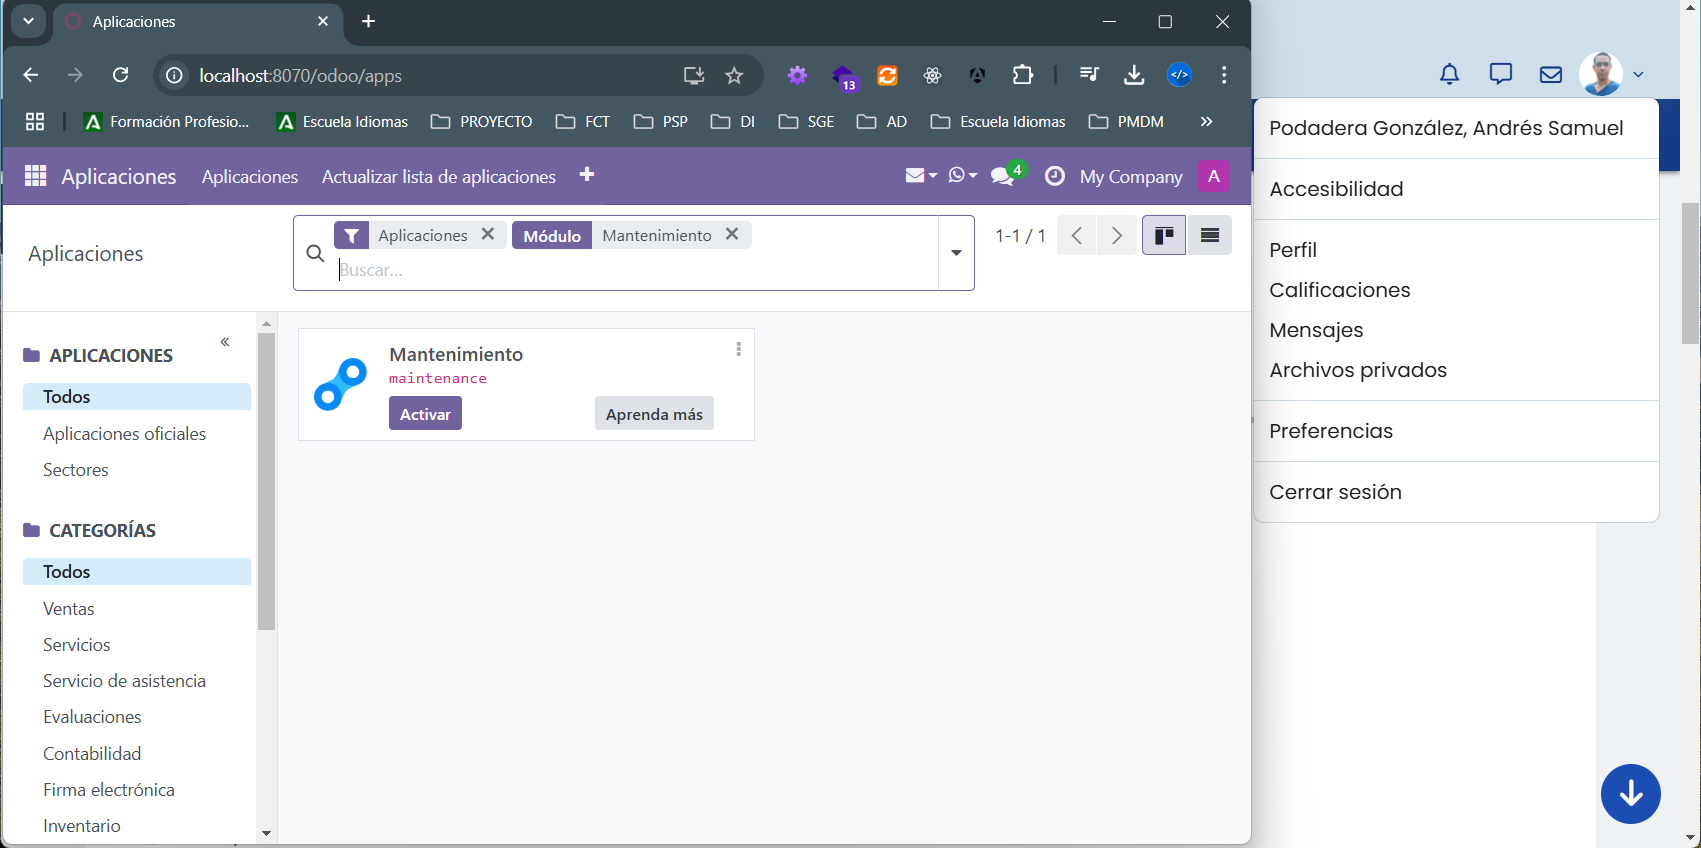 Aplicaciones
localhost:8070/odoo/apps
13
Formación Profesio...
Escuela Idiomas
PROYECTO
FCT
PSP
DI
SGE
AD
Escuela Idiomas
PMDM
»
Aplicaciones
Aplicaciones
Actualizar lista de aplicaciones
4
My Company
A
Aplicaciones
Aplicaciones
Módulo
Mantenimiento
Buscar...
1-1 / 1
APLICACIONES
Todos
Aplicaciones oficiales
Sectores
CATEGORÍAS
Todos
Ventas
Servicios
Servicio de asistencia
Evaluaciones
Contabilidad
Firma electrónica
Inventario
Mantenimiento
maintenance
Activar
Aprenda más
Podadera González, Andrés Samuel
Accesibilidad
Perfil
Calificaciones
Mensajes
Archivos privados
Preferencias
Cerrar sesión